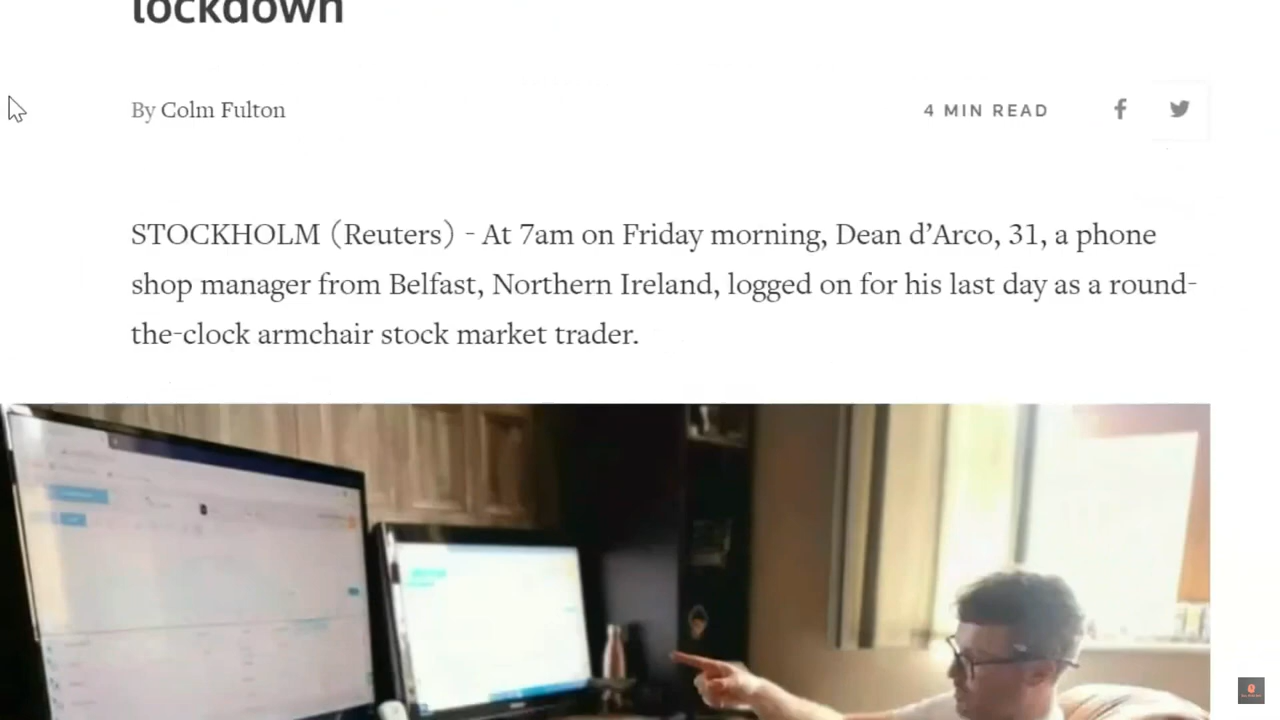 lockdown
By Colm Fulton
4 MIN READ
STOCKHOLM (Reuters) - At 7am on Friday morning, Dean d’Arco, 31, a phone
shop manager from Belfast, Northern Ireland, logged on for his last day as a round-
the-clock armchair stock market trader.